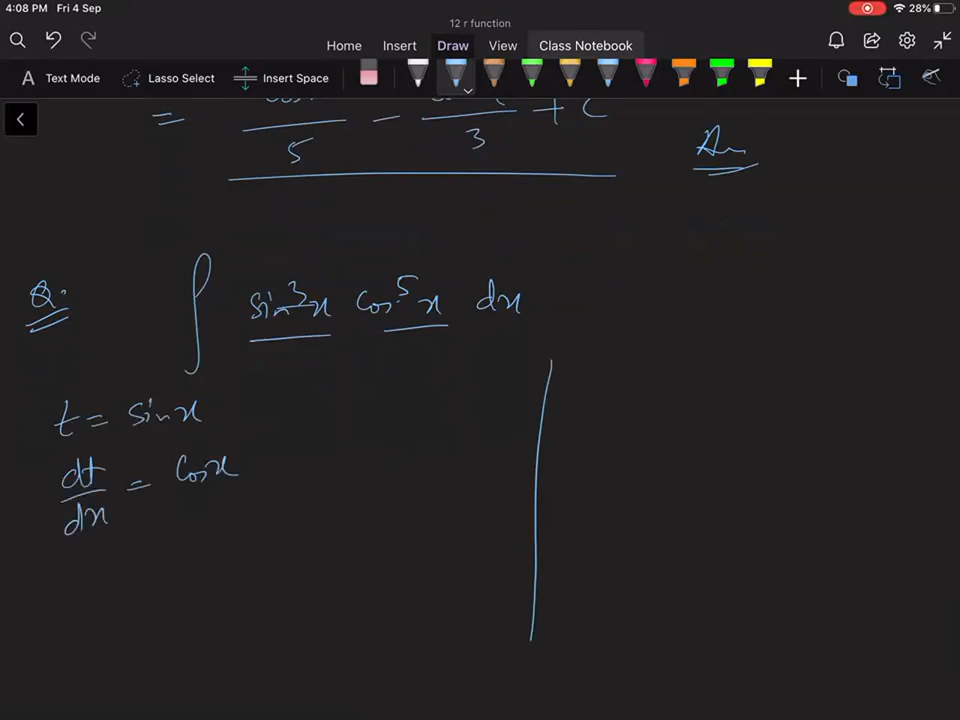 4:08 PM Fri 4 Sep 28%
12 r function
Home Insert Draw View Class Notebook
A Text Mode Lasso Select Insert Space
= /5 - /3 + C
Q. ∫ sin³x cos⁵x dx
t = sinx
dt/dx = cosx